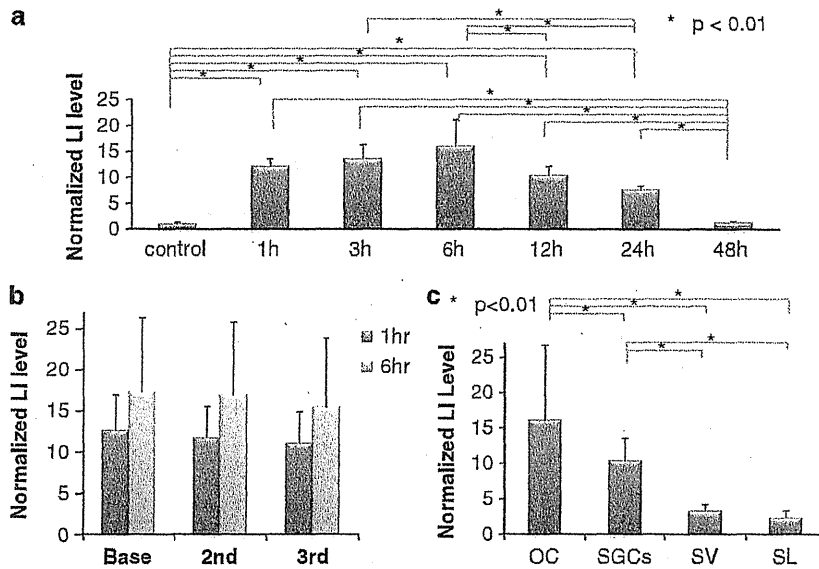 a
* p < 0.01
*
*
*
*
*
*
*
*
*
*
*
*
*
Normalized LI level
25
20
15
10
5
0
control 1h 3h 6h 12h 24h 48h
b
Normalized LI level
25
20
15
10
5
0
1hr
6hr
Base 2nd 3rd
c
* p<0.01
*
*
*
*
*
Normalized LI Level
25
20
15
10
5
0
OC SGCs SV SL